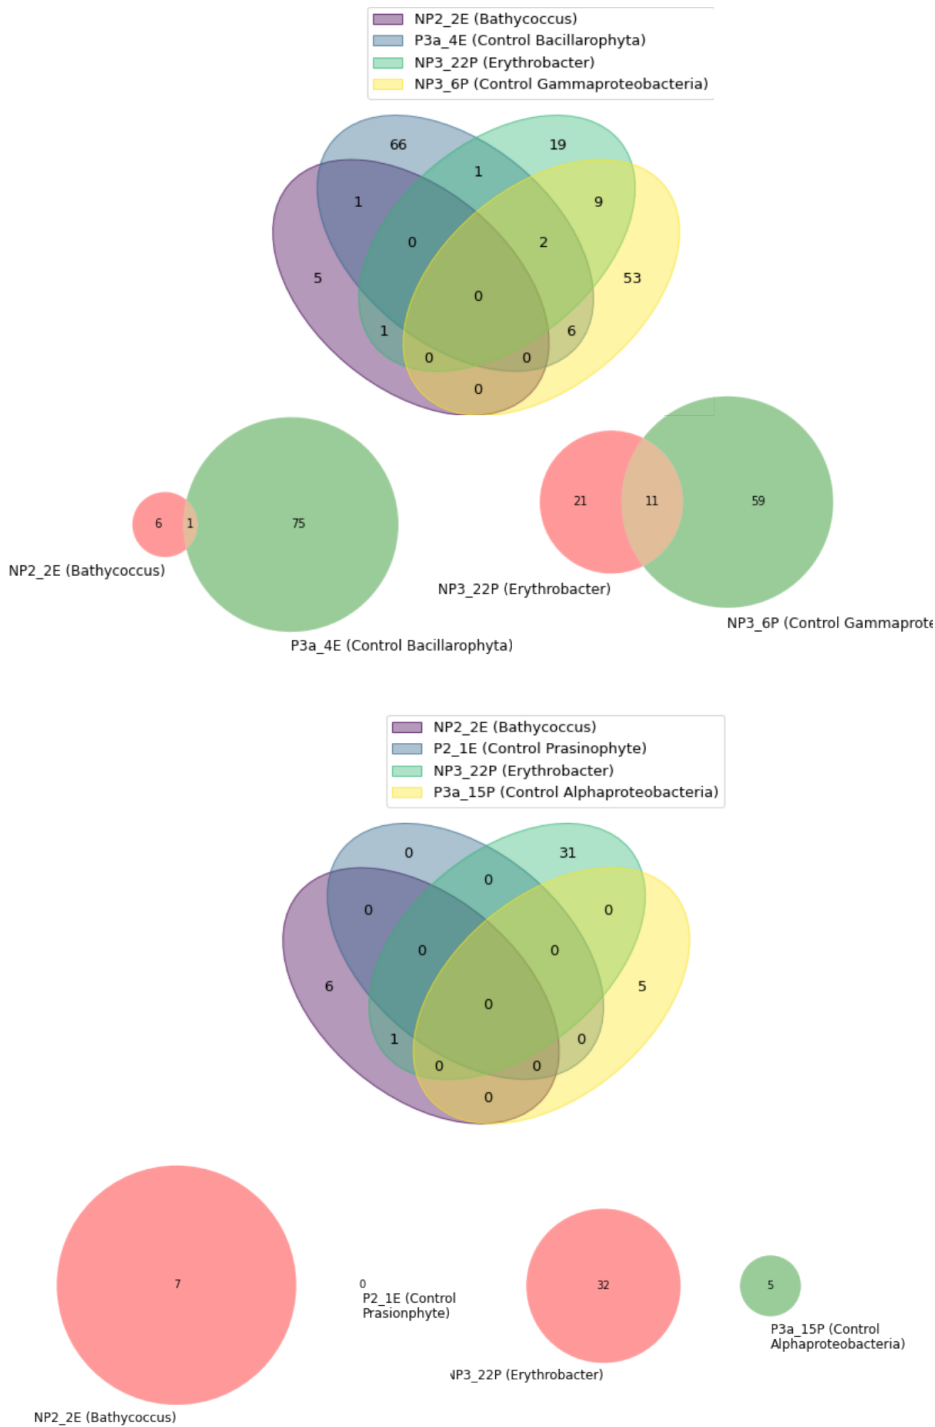 NP2_2E (Bathycoccus)
P3a_4E (Control Bacillarophyta)
NP3_22P (Erythrobacter)
NP3_6P (Control Gammaproteobacteria)
66
19
1
1
9
0
2
5
53
0
1
6
0
0
0
6
1
75
NP2_2E (Bathycoccus)
P3a_4E (Control Bacillarophyta)
21
11
59
NP3_22P (Erythrobacter)
NP3_6P (Control Gammaprote
NP2_2E (Bathycoccus)
P2_1E (Control Prasinophyte)
NP3_22P (Erythrobacter)
P3a_15P (Control Alphaproteobacteria)
0
31
0
0
0
0
0
6
5
0
1
0
0
0
0
7
0
P2_1E (Control
Prasionphyte)
NP2_2E (Bathycoccus)
32
5
NP3_22P (Erythrobacter)
P3a_15P (Control
Alphaproteobacteria)